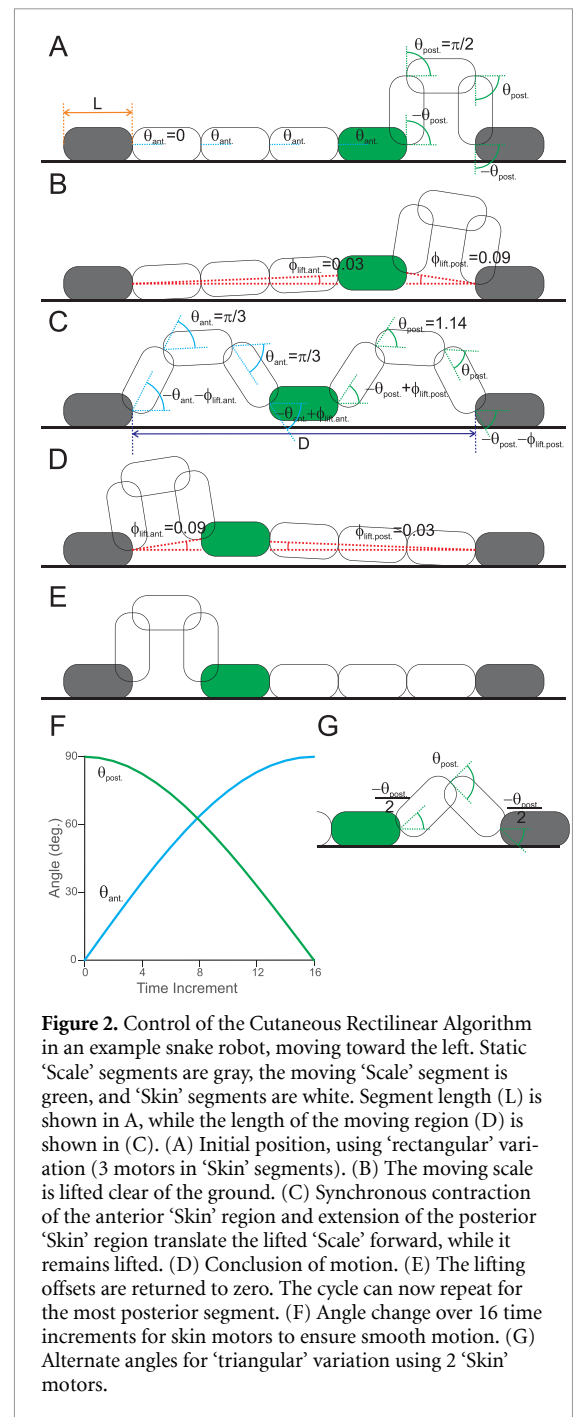 A
θpost.=π/2
L
θant.=0
θant.
θant.
θant.
−θpost.
θpost.
−θpost.
B
ϕlift.ant.=0.03
ϕlift.post.=0.09
C
θant.=π/3
θant.=π/3
−θant.−ϕlift.ant.
−θant.+ϕlift.ant.
θpost.=1.14
−θpost.+ϕlift.post.
θpost.
−θpost.−ϕlift.post.
D
D
ϕlift.ant.=0.09
ϕlift.post.=0.03
E
F
90
60
30
0
Angle (deg.)
θpost.
θant.
0 4 8 12 16
Time Increment
G
θpost.
−θpost.
2
−θpost.
2
Figure 2. Control of the Cutaneous Rectilinear Algorithm
in an example snake robot, moving toward the left. Static
‘Scale’ segments are gray, the moving ‘Scale’ segment is
green, and ‘Skin’ segments are white. Segment length (L) is
shown in A, while the length of the moving region (D) is
shown in (C). (A) Initial position, using ‘rectangular’ vari-
ation (3 motors in ‘Skin’ segments). (B) The moving scale
is lifted clear of the ground. (C) Synchronous contraction
of the anterior ‘Skin’ region and extension of the posterior
‘Skin’ region translate the lifted ‘Scale’ forward, while it
remains lifted. (D) Conclusion of motion. (E) The lifting
offsets are returned to zero. The cycle can now repeat for
the most posterior segment. (F) Angle change over 16 time
increments for skin motors to ensure smooth motion. (G)
Alternate angles for ‘triangular’ variation using 2 ‘Skin’
motors.